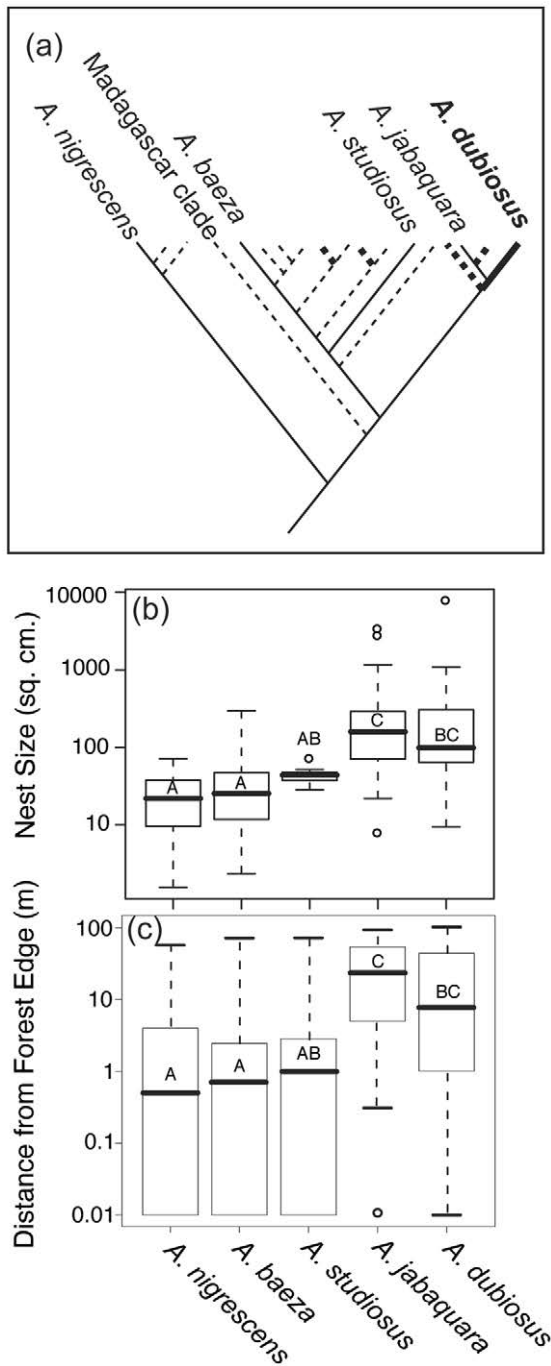 (a)
A. nigrescens
Madagascar clade
A. baeza
A. studiosus
A. jabaquara
A. dubiosus
(b)
Nest Size (sq. cm.)
10000
1000
100
10
A
A
AB
C
BC
(c)
Distance from Forest Edge (m)
100
10
1
0.1
0.01
A
A
AB
C
BC
A. nigrescens
A. baeza
A. studiosus
A. jabaquara
A. dubiosus